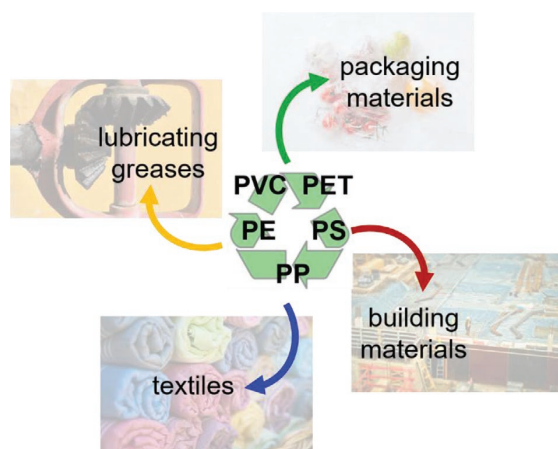 packaging
materials
lubricating
greases
PVC PET
PE PS
PP
building
materials
textiles